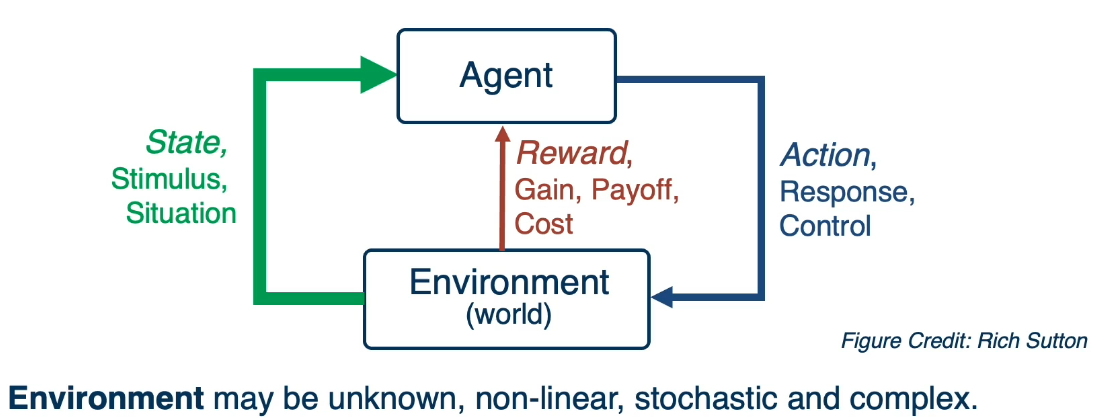 Agent
State,
Stimulus,
Situation
Reward,
Gain, Payoff,
Cost
Action,
Response,
Control
Environment
(world)
Figure Credit: Rich Sutton
Environment may be unknown, non-linear, stochastic and complex.